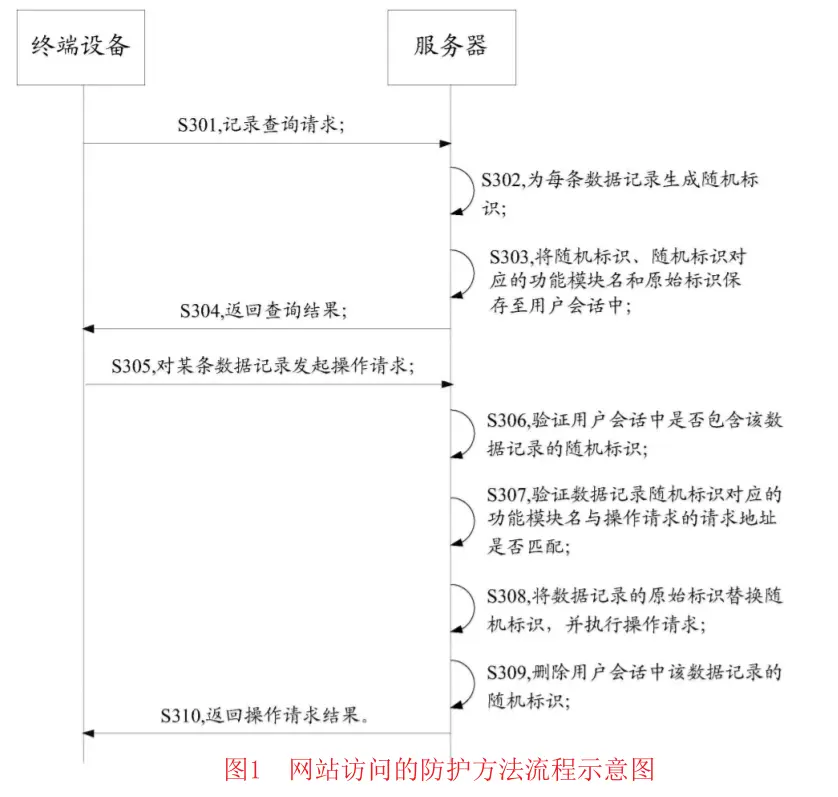 终端设备
服务器
S301,记录查询请求;
S302,为每条数据记录生成随机标
识;
S303,将随机标识、随机标识对
应的功能模块名和原始标识保
存至用户会话中;
S304,返回查询结果;
S305,对某条数据记录发起操作请求;
S306,验证用户会话中是否包含该数
据记录的随机标识;
S307,验证数据记录随机标识对应的
功能模块名与操作请求的请求地址
是否匹配;
S308,将数据记录的原始标识替换随
机标识，并执行操作请求;
S309,删除用户会话中该数据记录的
随机标识;
S310,返回操作请求结果。
图1 网站访问的防护方法流程示意图